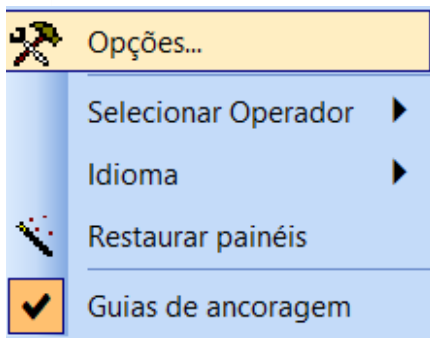 Opções...
Selecionar Operador
Idioma
Restaurar painéis
Guias de ancoragem